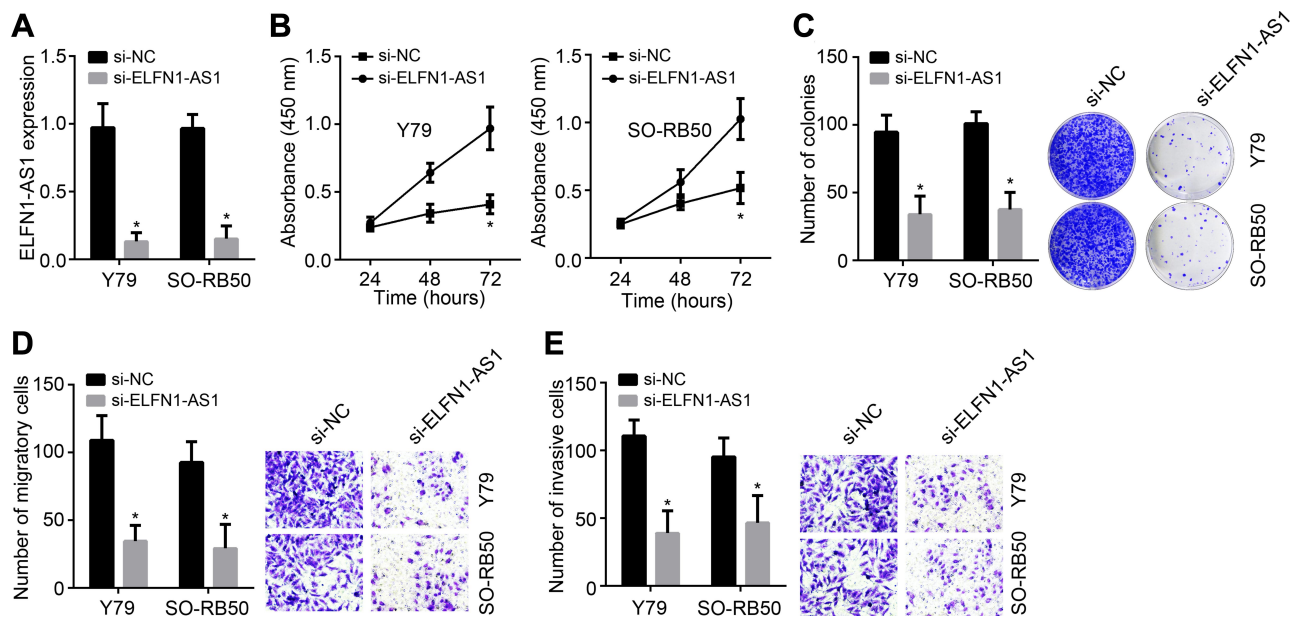 A
ELFN1-AS1 expression
1.5
1.0
0.5
0.0
si-NC
si-ELFN1-AS1
*
*
Y79
SO-RB50
B
Absorbance (450 nm)
1.5
1.0
0.5
0.0
si-NC
si-ELFN1-AS1
Y79
*
24
48
72
Time (hours)
Absorbance (450 nm)
1.5
1.0
0.5
0.0
si-NC
si-ELFN1-AS1
SO-RB50
*
24
48
72
Time (hours)
C
Number of colonies
150
100
50
0
si-NC
si-ELFN1-AS1
*
*
Y79
SO-RB50
si-NC
si-ELFN1-AS1
Y79
SO-RB50
D
Number of migratory cells
150
100
50
0
si-NC
si-ELFN1-AS1
*
*
Y79
SO-RB50
si-NC
si-ELFN1-AS1
Y79
SO-RB50
E
Number of invasive cells
150
100
50
0
si-NC
si-ELFN1-AS1
*
*
Y79
SO-RB50
si-NC
si-ELFN1-AS1
Y79
SO-RB50